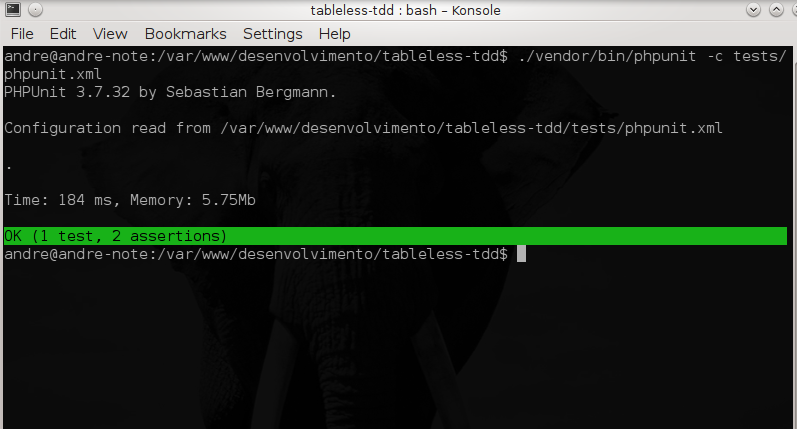 tableless-tdd : bash – Konsole
File Edit View Bookmarks Settings Help
andre@andre-note:/var/www/desenvolvimento/tableless-tdd$ ./vendor/bin/phpunit -c tests/
phpunit.xml
PHPUnit 3.7.32 by Sebastian Bergmann.
Configuration read from /var/www/desenvolvimento/tableless-tdd/tests/phpunit.xml
.
Time: 184 ms, Memory: 5.75Mb
OK (1 test, 2 assertions)
andre@andre-note:/var/www/desenvolvimento/tableless-tdd$